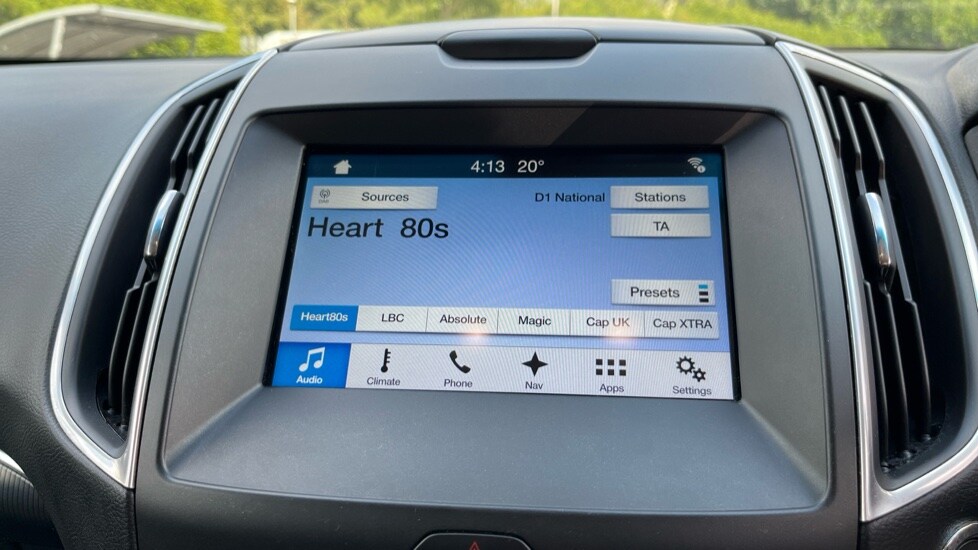 4:13 20°
Sources
D1 National
Stations
Heart 80s
TA
Presets
Heart80s LBC Absolute Magic Cap UK Cap XTRA
Audio Climate Phone Nav Apps Settings